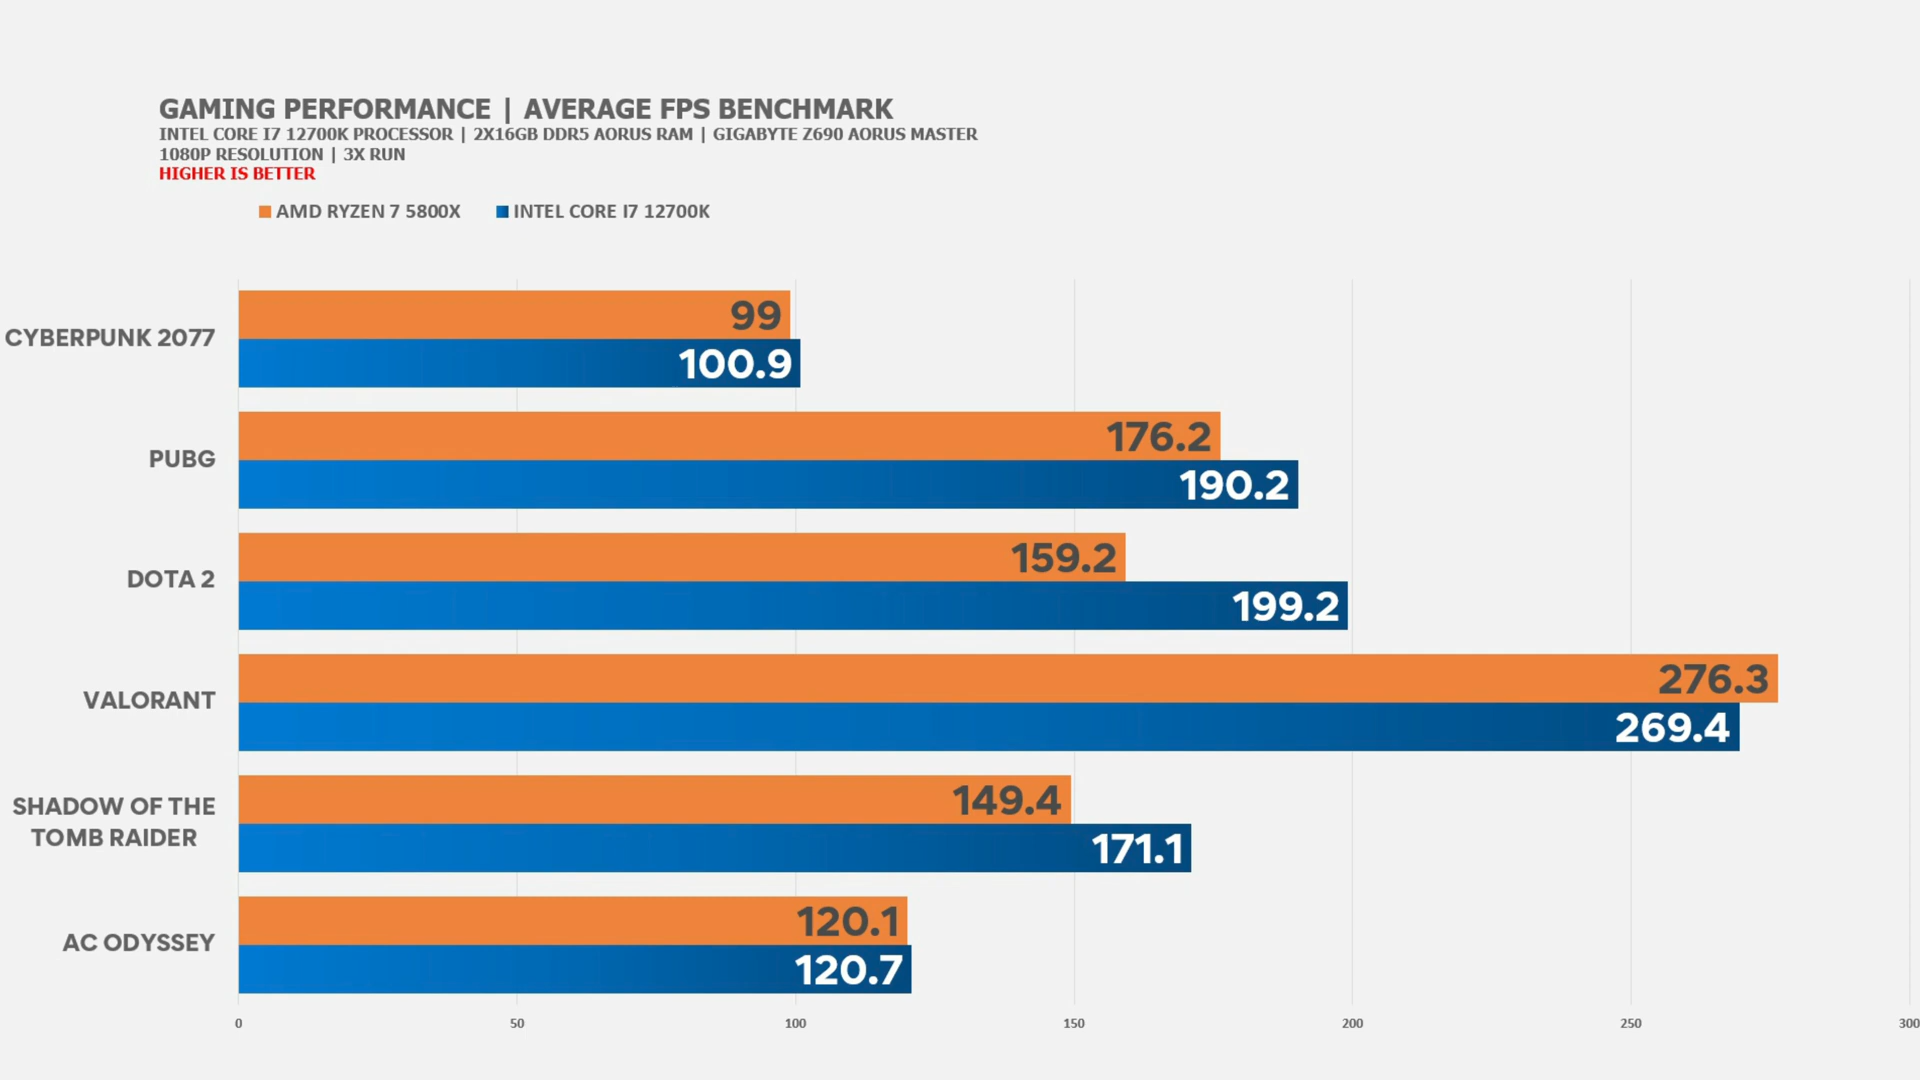 GAMING PERFORMANCE | AVERAGE FPS BENCHMARK
INTEL CORE I7 12700K PROCESSOR | 2X16GB DDR5 AORUS RAM | GIGABYTE Z690 AORUS MASTER
1080P RESOLUTION | 3X RUN
HIGHER IS BETTER
AMD RYZEN 7 5800X INTEL CORE I7 12700K
CYBERPUNK 2077
99
100.9
PUBG
176.2
190.2
DOTA 2
159.2
199.2
VALORANT
276.3
269.4
SHADOW OF THE
TOMB RAIDER
149.4
171.1
AC ODYSSEY
120.1
120.7
0 50 100 150 200 250 300